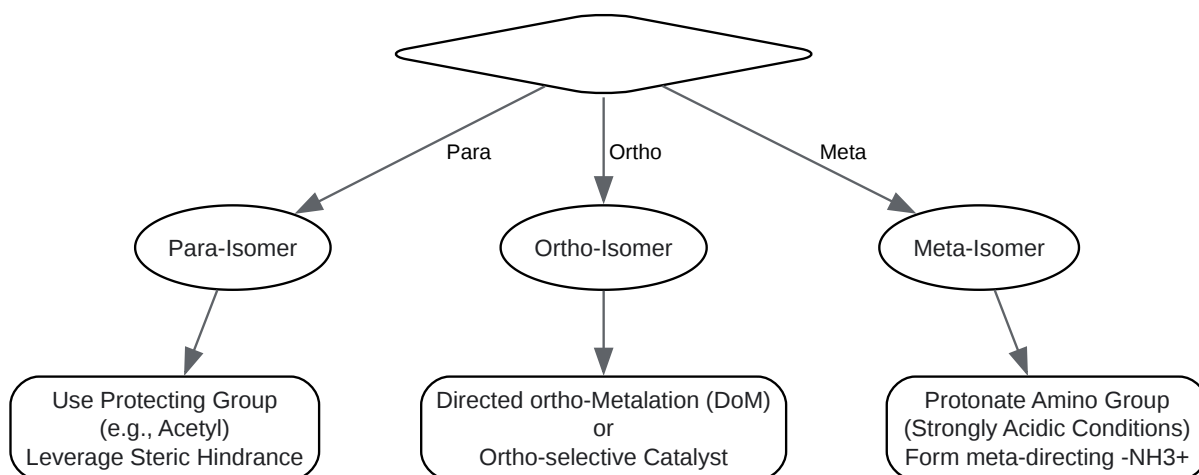 Para
Ortho
Meta
Para-Isomer
Ortho-Isomer
Meta-Isomer
Use Protecting Group
(e.g., Acetyl)
Leverage Steric Hindrance
Directed ortho-Metalation (DoM)
or
Ortho-selective Catalyst
Protonate Amino Group
(Strongly Acidic Conditions)
Form meta-directing -NH3+